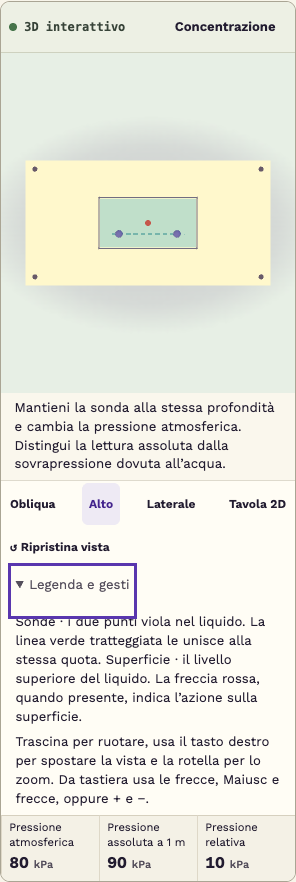 3D interattivo Concentrazione
Mantieni la sonda alla stessa profondità
e cambia la pressione atmosferica.
Distingui la lettura assoluta dalla
sovrapressione dovuta all’acqua.
Obliqua Alto Laterale Tavola 2D
↺ Ripristina vista
▼ Legenda e gesti
Sonde · i due punti viola nel liquido. La
linea verde tratteggiata le unisce alla
stessa quota. Superficie · il livello
superiore del liquido. La freccia rossa,
quando presente, indica l’azione sulla
superficie.
Trascina per ruotare, usa il tasto destro
per spostare la vista e la rotella per lo
zoom. Da tastiera usa le frecce, Maiusc e
frecce, oppure + e −.
Pressione atmosferica
80 kPa
Pressione assoluta a 1 m
90 kPa
Pressione relativa
10 kPa